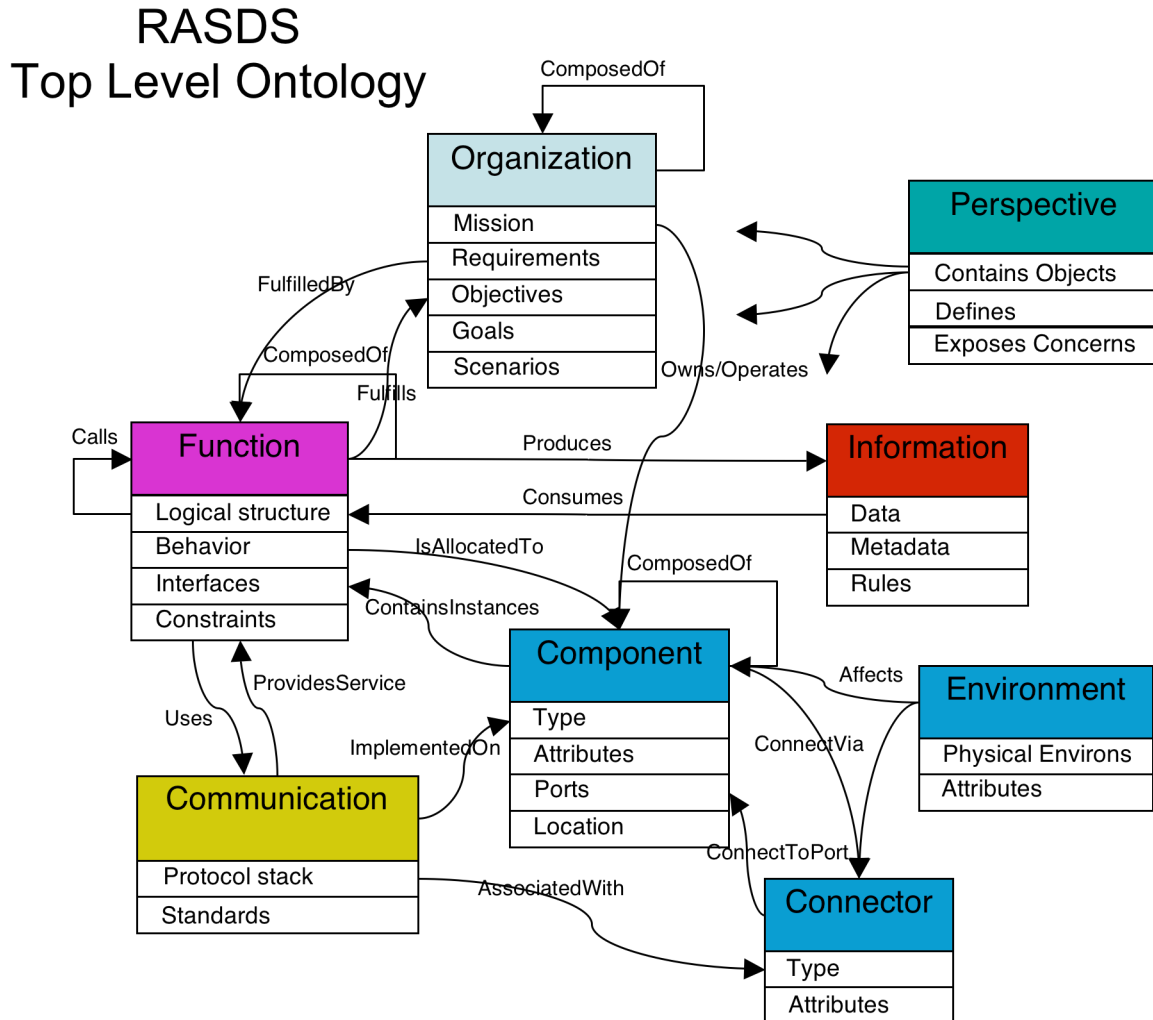 RASDS
Top Level Ontology
ComposedOf
Organization
Mission
Requirements
Objectives
Goals
Scenarios
Perspective
Contains Objects
Defines
Exposes Concerns
FulfilledBy
ComposedOf
Fulfills
Owns/Operates
Calls
Function
Logical structure
Behavior
Interfaces
Constraints
Produces
Consumes
Information
Data
Metadata
Rules
IsAllocatedTo
ContainsInstances
ComposedOf
Component
Type
Attributes
Ports
Location
Affects
Environment
Physical Environs
Attributes
ProvidesService
Uses
ImplementedOn
ConnectVia
Communication
Protocol stack
Standards
ConnectToPort
AssociatedWith
Connector
Type
Attributes